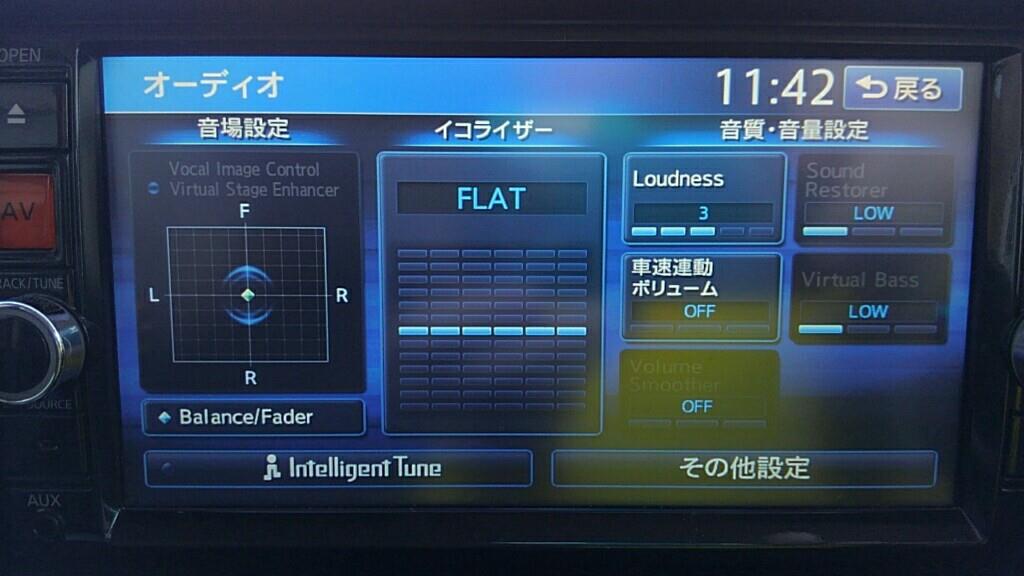 OPEN
オーディオ
11:42
戻る
音場設定
イコライザー
音質・音量設定
Vocal Image Control
Virtual Stage Enhancer
F
L
R
R
Balance/Fader
FLAT
Loudness
3
Sound
Restorer
LOW
車速連動
ボリューム
OFF
Virtual Bass
LOW
Volume
Smoother
OFF
Intelligent Tune
その他設定
AV
TRACK/TUNE
SOURCE
AUX